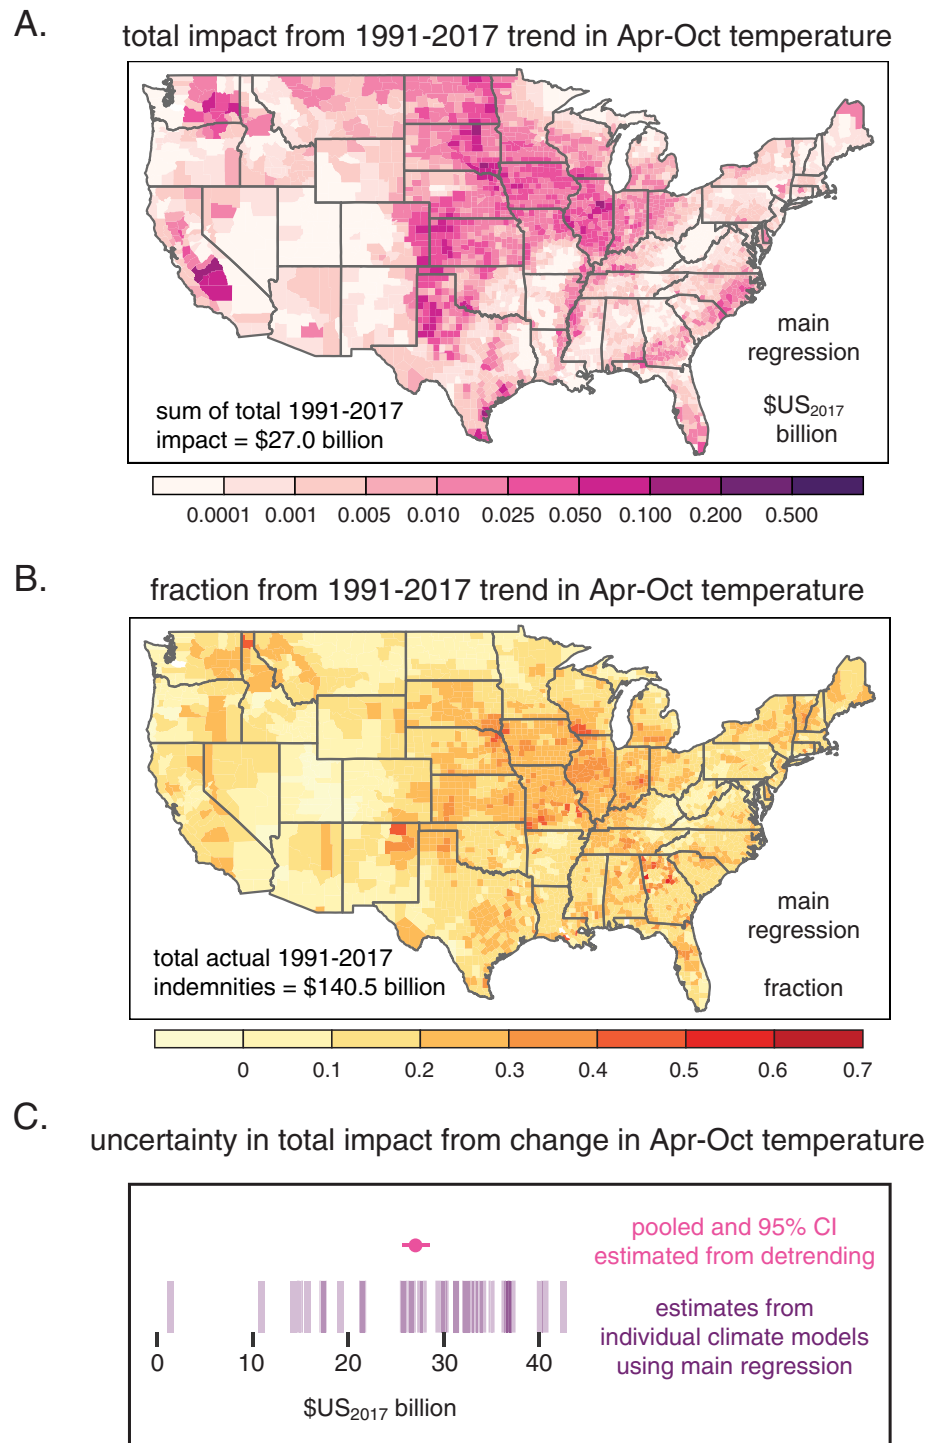 A.
total impact from 1991-2017 trend in Apr-Oct temperature
main
regression
$US2017
billion
sum of total 1991-2017
impact = $27.0 billion
0.0001 0.001 0.005 0.010 0.025 0.050 0.100 0.200 0.500
B.
fraction from 1991-2017 trend in Apr-Oct temperature
main
regression
fraction
total actual 1991-2017
indemnities = $140.5 billion
0 0.1 0.2 0.3 0.4 0.5 0.6 0.7
C.
uncertainty in total impact from change in Apr-Oct temperature
pooled and 95% CI
estimated from detrending
estimates from
individual climate models
using main regression
0 10 20 30 40
$US2017 billion